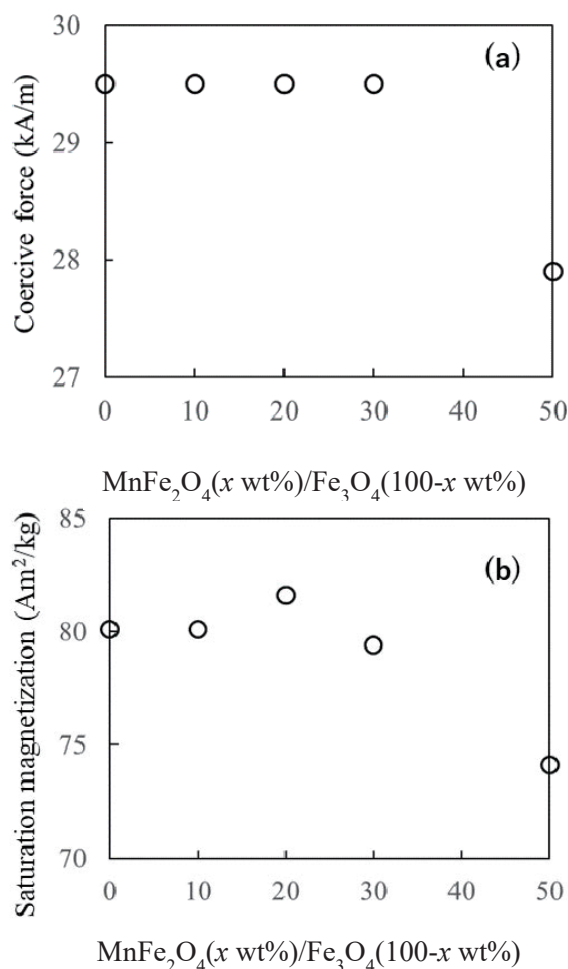 30
29
28
27
Coercive force (kA/m)
(a)
0 10 20 30 40 50
MnFe₂O₄(x wt%)/Fe₃O₄(100-x wt%)
85
80
75
70
Saturation magnetization (Am²/kg)
(b)
0 10 20 30 40 50
MnFe₂O₄(x wt%)/Fe₃O₄(100-x wt%)